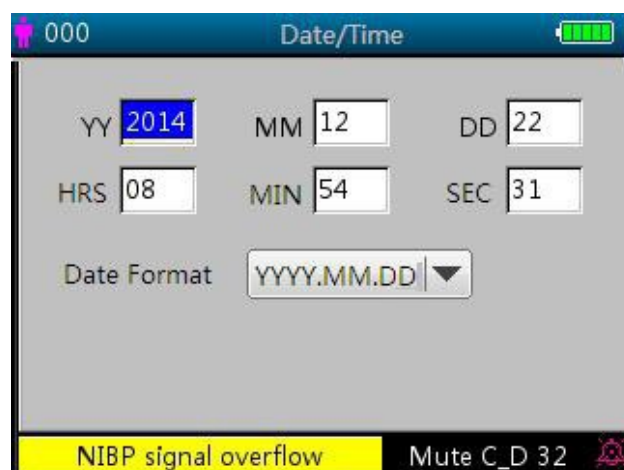 000 Date/Time
YY 2014 MM 12 DD 22
HRS 08 MIN 54 SEC 31
Date Format YYYY.MM.DD
NIBP signal overflow Mute C_D 32